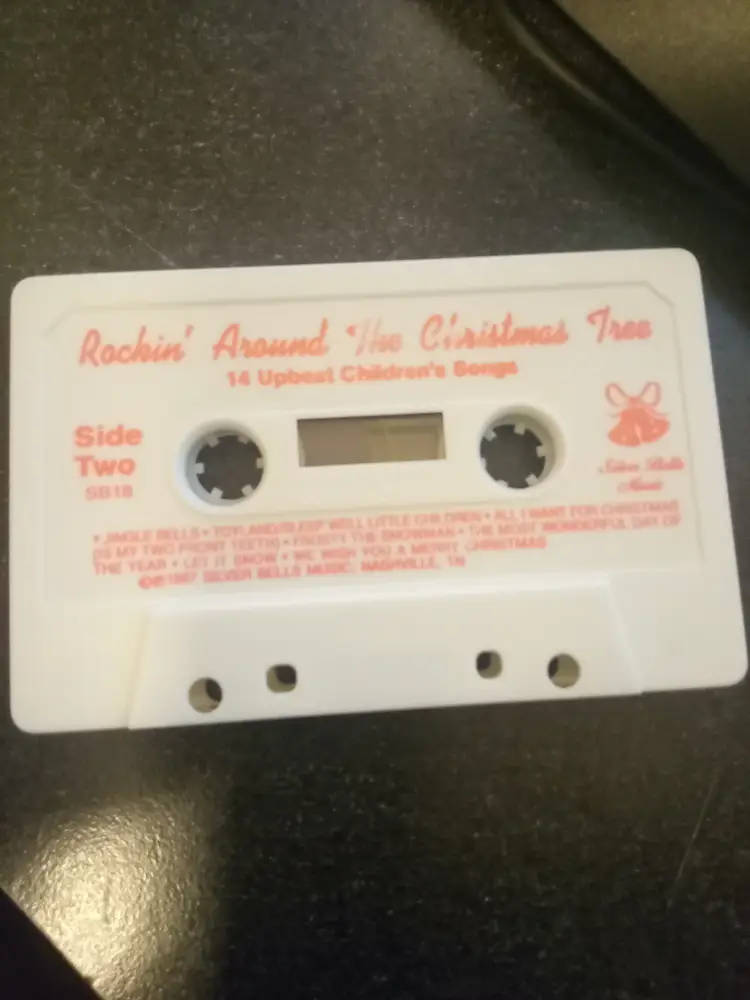 Rockin' Around The Christmas Tree
14 Upbeat Children's Songs
Side
Two
SB18
Silver Bells
Music
• JINGLE BELLS • TOYLAND/SLEEP WELL LITTLE CHILDREN • ALL I WANT FOR CHRISTMAS
(IS MY TWO FRONT TEETH) • FROSTY THE SNOWMAN • THE MOST WONDERFUL DAY OF
THE YEAR • LET IT SNOW • WE WISH YOU A MERRY CHRISTMAS
©℗1987 SILVER BELLS MUSIC, NASHVILLE, TN